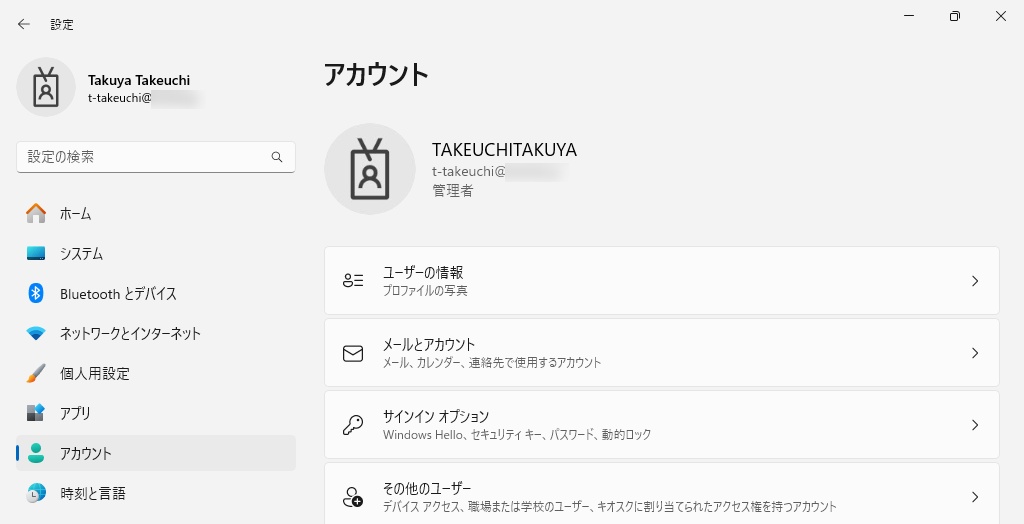 設定
Takuya Takeuchi
t-takeuchi@
設定の検索
ホーム
システム
Bluetooth とデバイス
ネットワークとインターネット
個人用設定
アプリ
アカウント
時刻と言語
アカウント
TAKEUCHITAKUYA
t-takeuchi@
管理者
ユーザーの情報
プロファイルの写真
メールとアカウント
メール、カレンダー、連絡先で使用するアカウント
サインイン オプション
Windows Hello、セキュリティ キー、パスワード、動的ロック
その他のユーザー
デバイス アクセス、職場または学校のユーザー、キオスクに割り当てられたアクセス権を持つアカウント